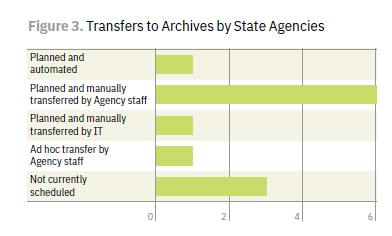 Figure 3. Transfers to Archives by State Agencies
Planned and
automated
Planned and manually
transferred by Agency staff
Planned and manually
transferred by IT
Ad hoc transfer by
Agency staff
Not currently
scheduled
0 2 4 6